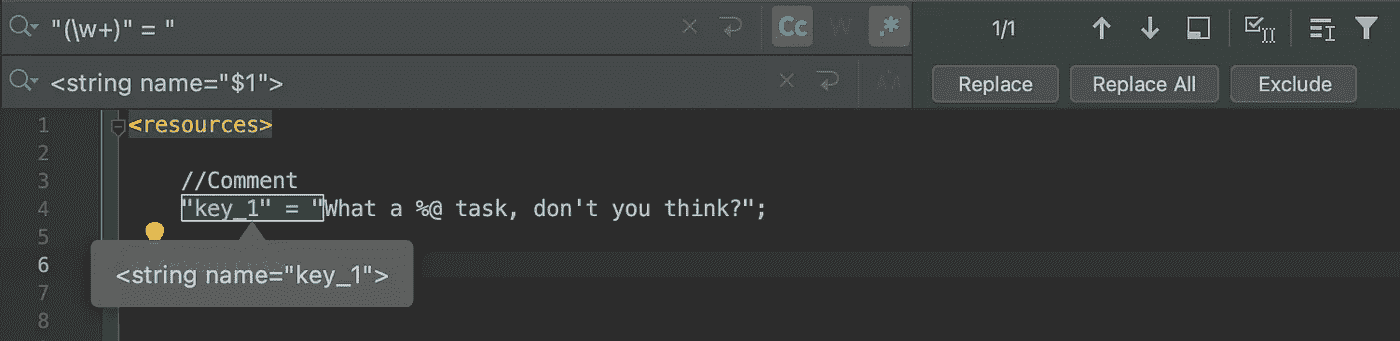 "(\w+)" = "
Cc W .*
1/1
<string name="$1">
Replace Replace All Exclude
1 <resources>
2
3 //Comment
4 "key_1" = "What a %@ task, don't you think?";
5
6
<string name="key_1">
7
8